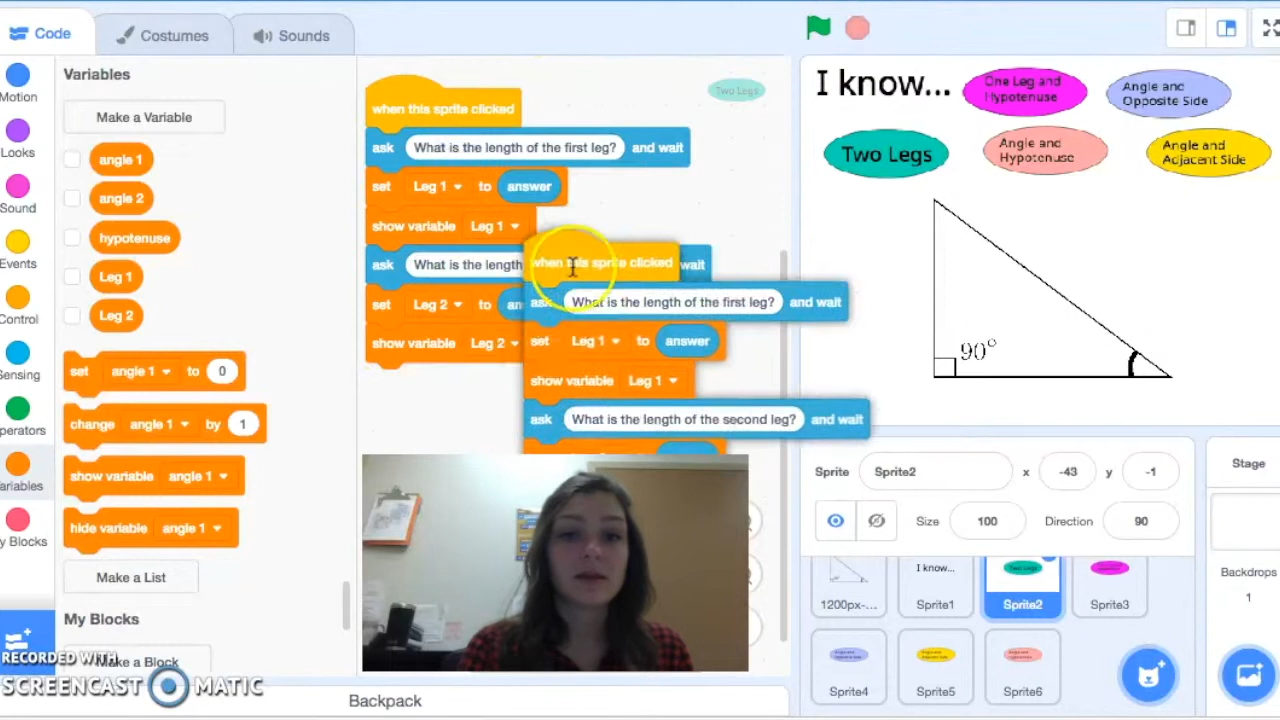 Code
Costumes
Sounds
Motion
Looks
Sound
Events
Control
Sensing
perators
ariables
y Blocks
Variables
Make a Variable
angle 1
angle 2
hypotenuse
Leg 1
Leg 2
set angle 1 to 0
change angle 1 by 1
show variable angle 1
hide variable angle 1
Make a List
My Blocks
Make a Block
RECORDED WITH
SCREENCAST MATIC
Two Legs
when this sprite clicked
ask What is the length of the first leg? and wait
set Leg 1 to answer
show variable Leg 1
ask What is the length wait
set Leg 2 to an
show variable Leg 2
when this sprite clicked
ask What is the length of the first leg? and wait
set Leg 1 to answer
show variable Leg 1
ask What is the length of the second leg? and wait
Backpack
I know...
One Leg and
Hypotenuse
Angle and
Opposite Side
Two Legs
Angle and
Hypotenuse
Angle and
Adjacent Side
90°
Sprite Sprite2 x -43 y -1
Size 100 Direction 90
1200px-...
I know...
Sprite1
Two Legs
Sprite2
Sprite3
Sprite4
Sprite5
Sprite6
Stage
Backdrops
1